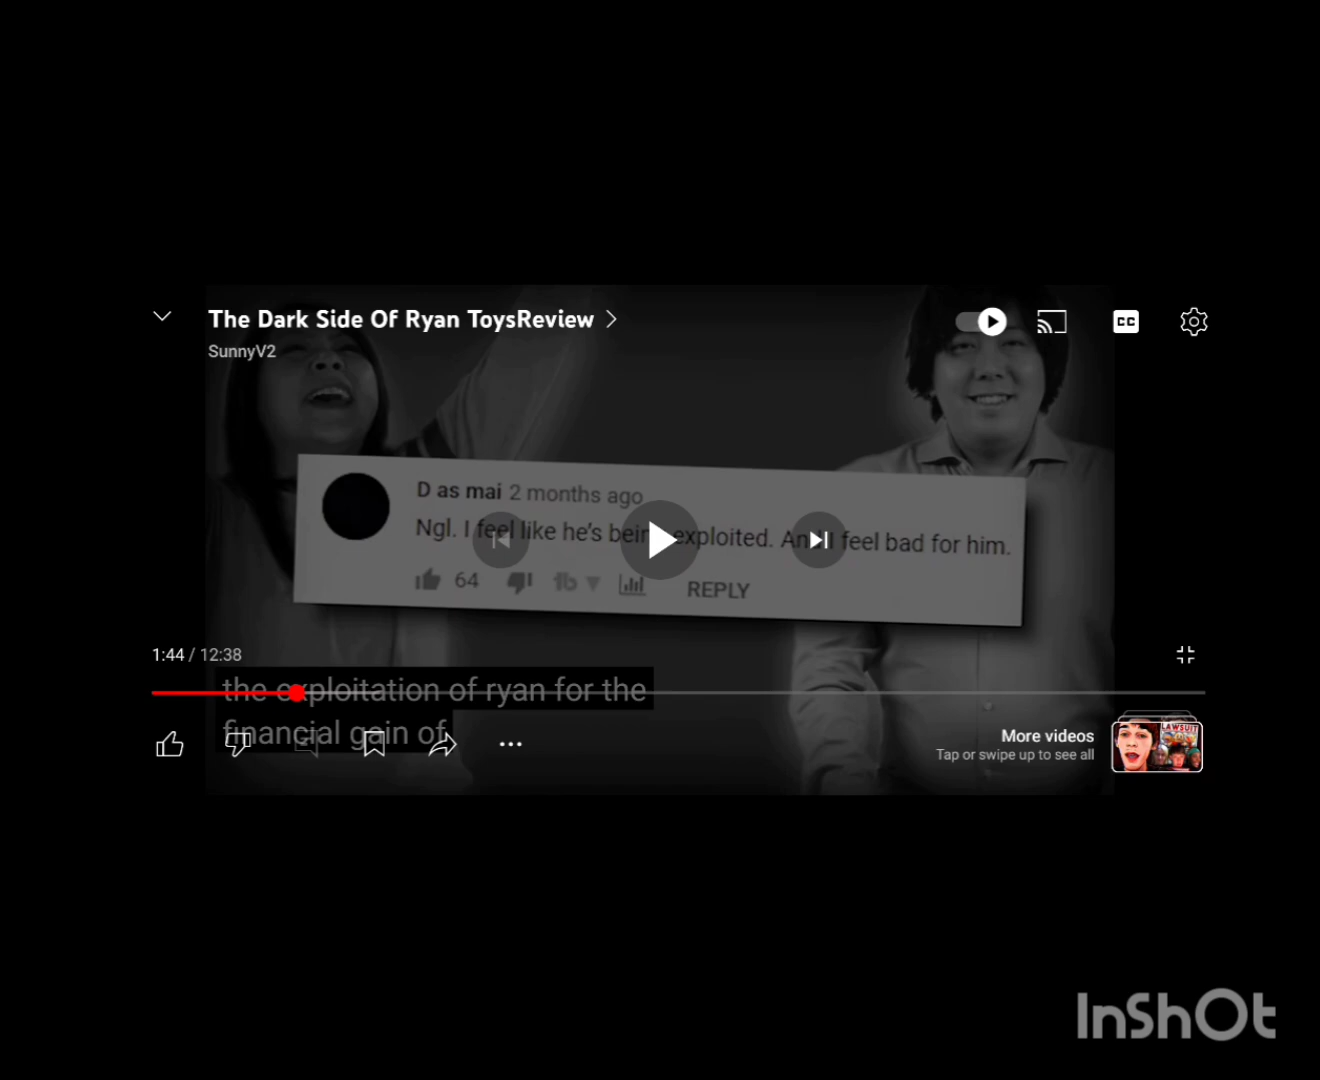 The Dark Side Of Ryan ToysReview
SunnyV2
CC
D as mai 2 months ago
Ngl. I feel like he's being exploited. And I feel bad for him.
64
REPLY
1:44 / 12:38
the exploitation of ryan for the
financial gain of
More videos
Tap or swipe up to see all
LAWSUIT
InShOt